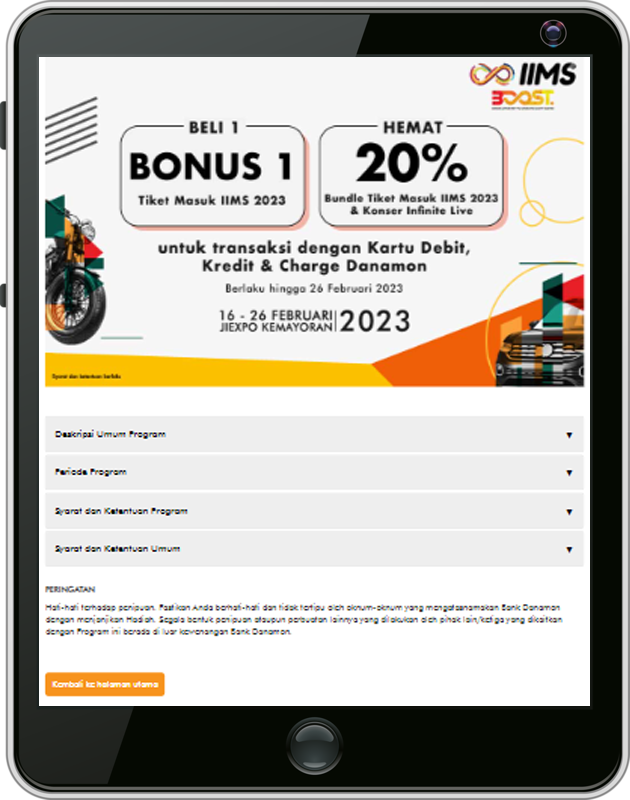 IIMS
BOOST.
BELI 1
BONUS 1
Tiket Masuk IIMS 2023
HEMAT
20%
Bundle Tiket Masuk IIMS 2023
& Konser Infinite Live
untuk transaksi dengan Kartu Debit,
Kredit & Charge Danamon
Berlaku hingga 26 Februari 2023
16 - 26 FEBRUARI
JIEXPO KEMAYORAN
2023
Syarat dan ketentuan berlaku
Deskripsi Umum Program ▼
Periode Program ▼
Syarat dan Ketentuan Program ▼
Syarat dan Ketentuan Umum ▼
PERINGATAN
Hati-hati terhadap penipuan. Pastikan Anda berhati-hati dan tidak tertipu oleh oknum-oknum yang mengatasnamakan Bank Danamon
dengan menjanjikan Hadiah. Segala bentuk penipuan ataupun perbuatan lainnya yang dilakukan oleh pihak lain/ketiga yang dikaitkan
dengan Program ini berada di luar kewenangan Bank Danamon.
Kembali ke halaman utama